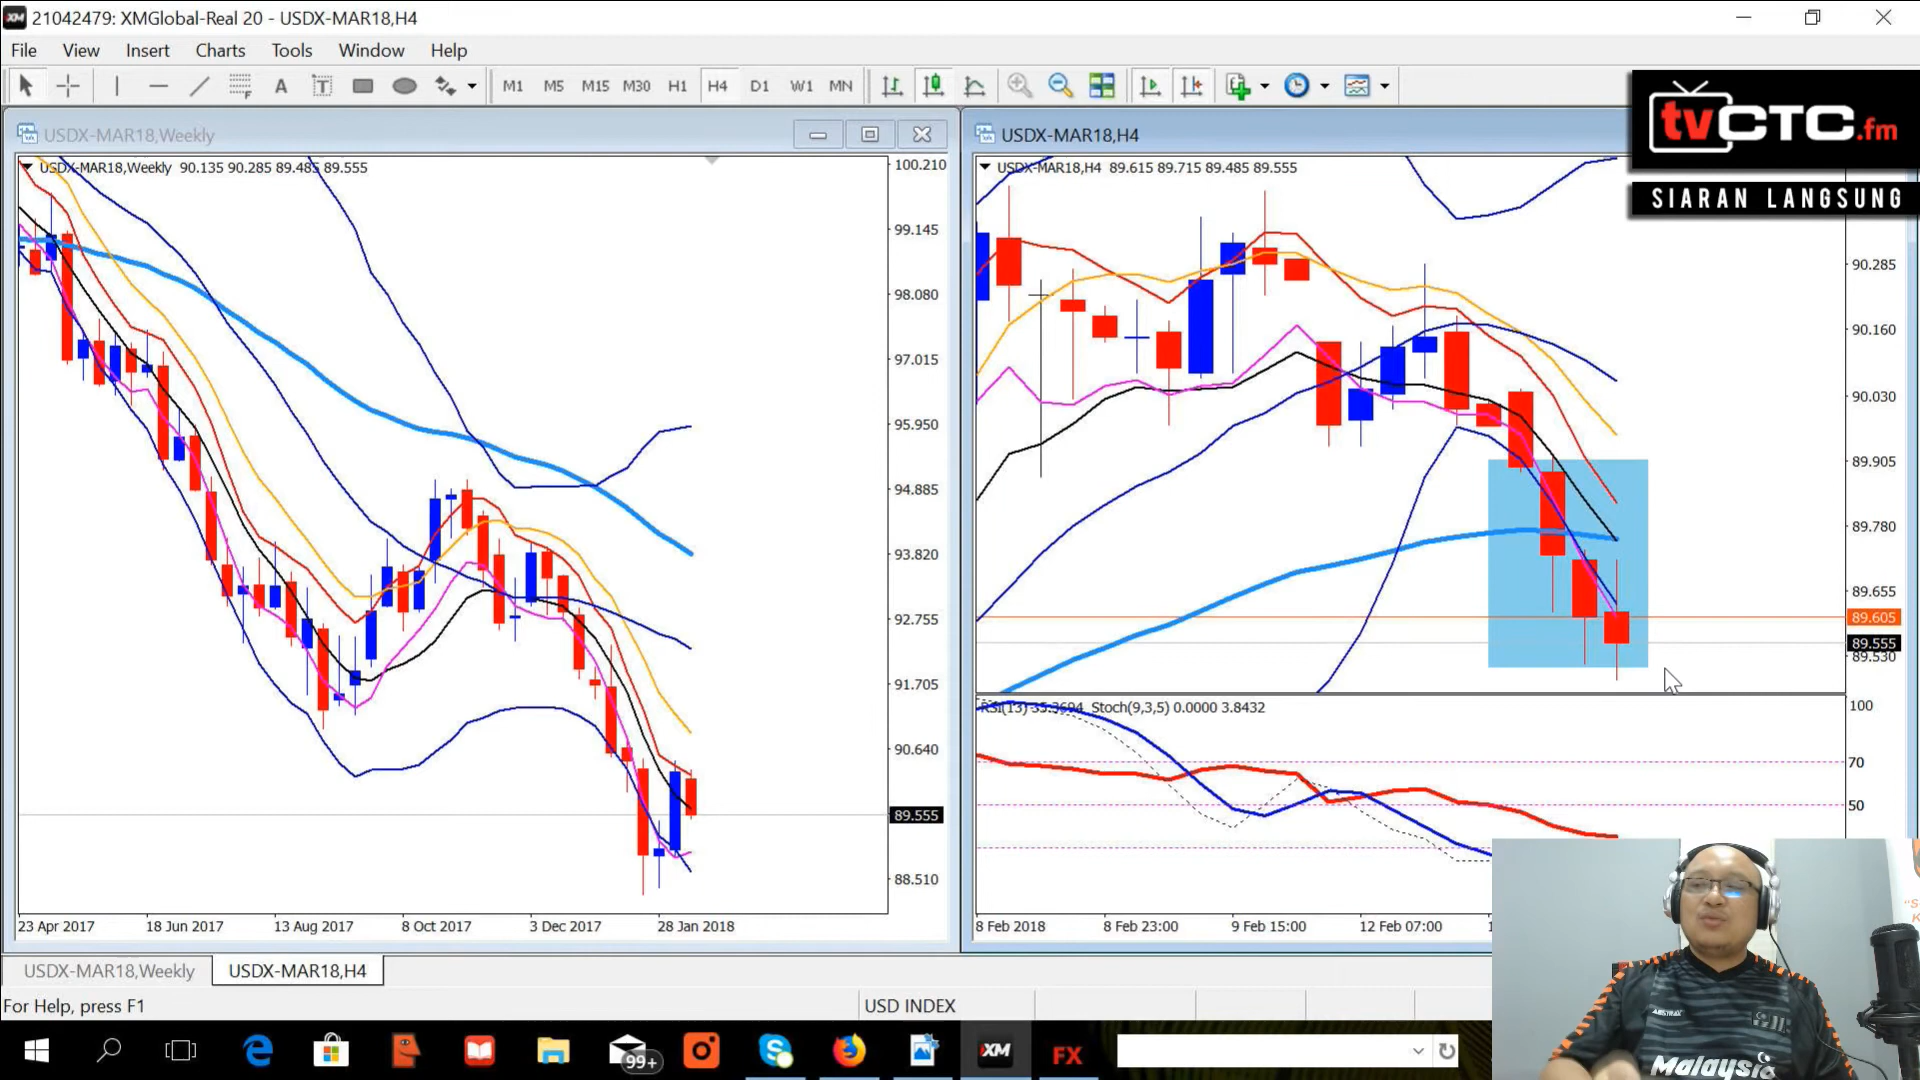 21042479: XMGlobal-Real 20 - USDX-MAR18,H4
File View Insert Charts Tools Window Help
A T F M1 M5 M15 M30 H1 H4 D1 W1 MN
tvCTC.fm
SIARAN LANGSUNG
USDX-MAR18,Weekly
USDX-MAR18,Weekly 90.135 90.285 89.485 89.555
100.210
99.145
98.080
97.015
95.950
94.885
93.820
92.755
91.705
90.640
89.555
88.510
23 Apr 2017 18 Jun 2017 13 Aug 2017 8 Oct 2017 3 Dec 2017 28 Jan 2018
USDX-MAR18,H4
USDX-MAR18,H4 89.615 89.715 89.485 89.555
90.285
90.160
90.030
89.905
89.780
89.655
89.605
89.555
89.530
RSI(13) 35.3694 Stoch(9,3,5) 0.0000 3.8432
100
70
50
8 Feb 2018 8 Feb 23:00 9 Feb 15:00 12 Feb 07:00
USDX-MAR18,Weekly USDX-MAR18,H4
For Help, press F1
USD INDEX
99+
XM
FX
Malaysia